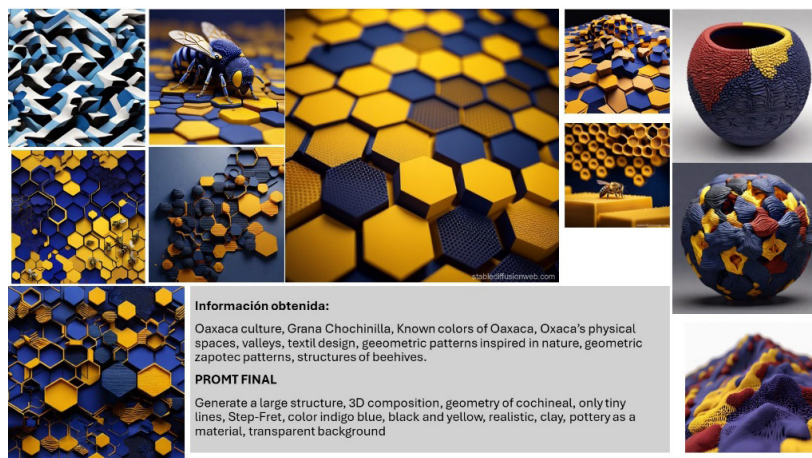 stablediffusionweb.com
Información obtenida:
Oaxaca culture, Grana Chochinilla, Known colors of Oaxaca, Oxaca's physical
spaces, valleys, textil design, geeometric patterns inspired in nature, geometric
zapotec patterns, structures of beehives.
PROMT FINAL
Generate a large structure, 3D composition, geometry of cochineal, only tiny
lines, Step-Fret, color indigo blue, black and yellow, realistic, clay, pottery as a
material, transparent background